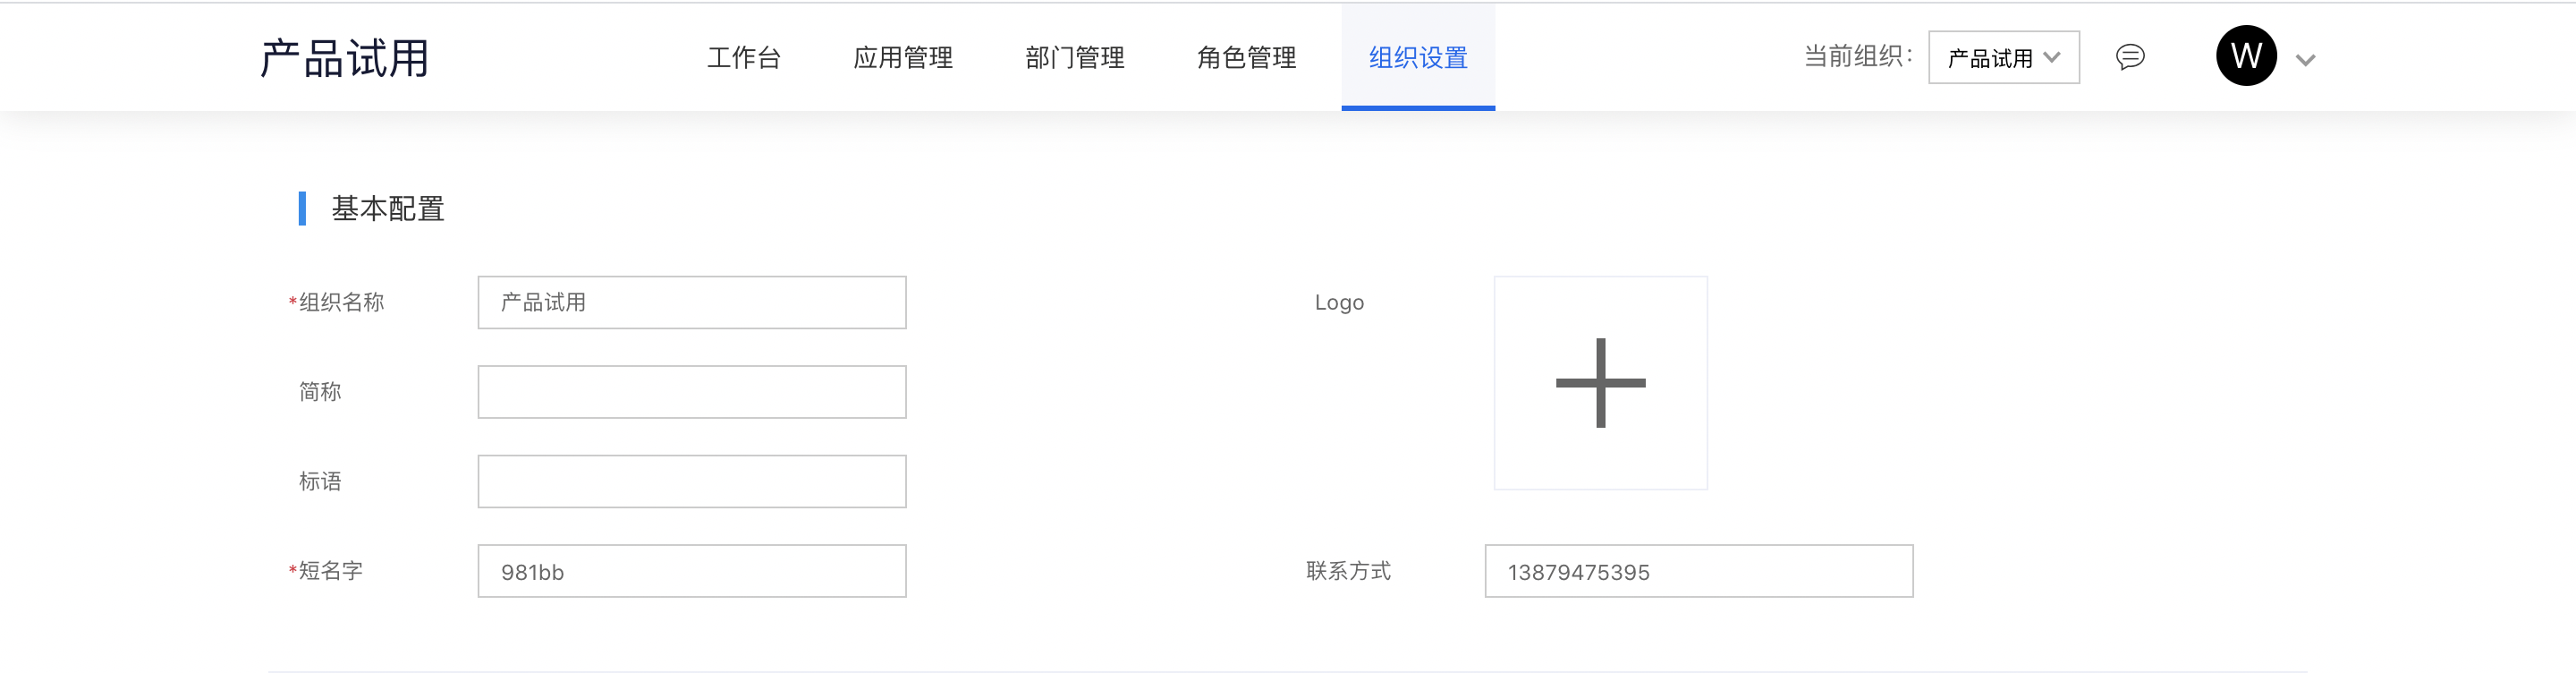 产品试用 工作台 应用管理 部门管理 角色管理 组织设置 当前组织： 产品试用 W
基本配置
*组织名称 产品试用 Logo
简称
标语
*短名字 981bb 联系方式 13879475395